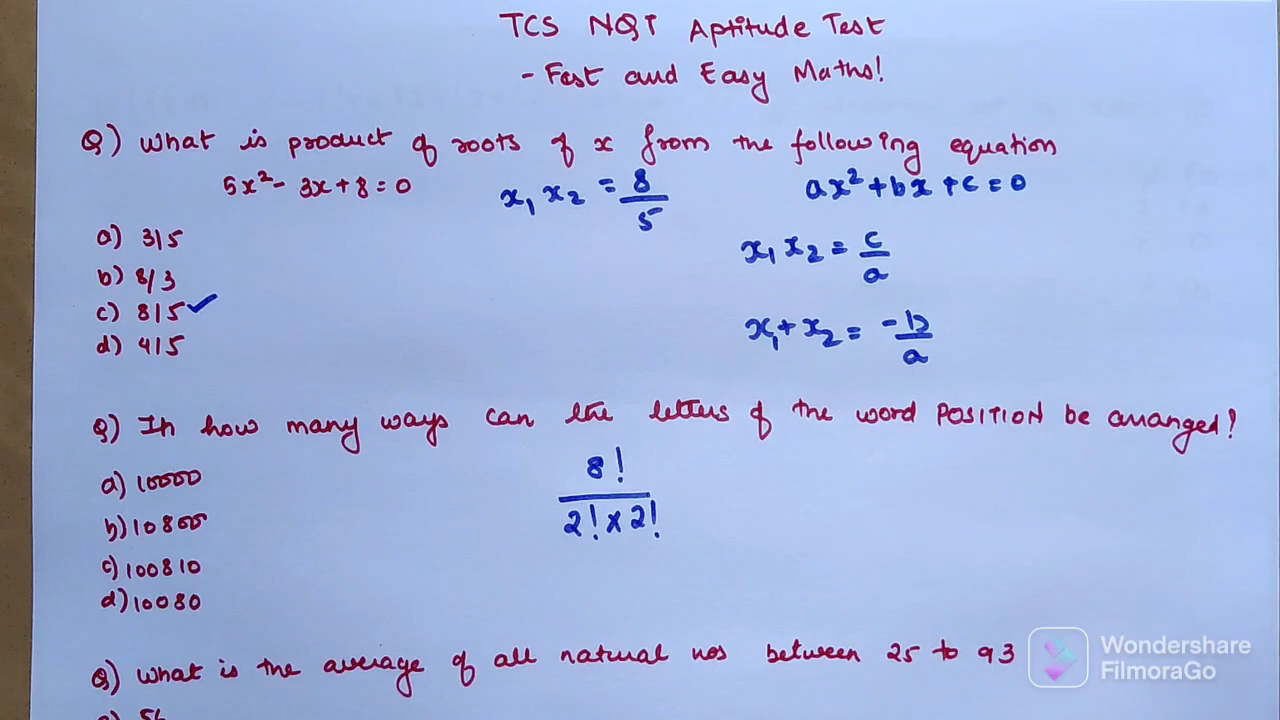 TCS NQT Aptitude Test
- Fast and Easy Maths!
Q) What is product of roots of x from the following equation
5x² - 3x + 8 = 0
x₁ x₂ = 8/5
ax² + bx + c = 0
a) 3/5
b) 8/3
c) 8/5 ✓
d) 4/5
x₁ x₂ = c/a
x₁ + x₂ = -b/a
Q) In how many ways can the letters of the word POSITION be arranged?
a) 10000
b) 10800
c) 100810
d) 10080
8!
2! × 2!
Q) What is the average of all natural nos between 25 to 93
Wondershare
FilmoraGo